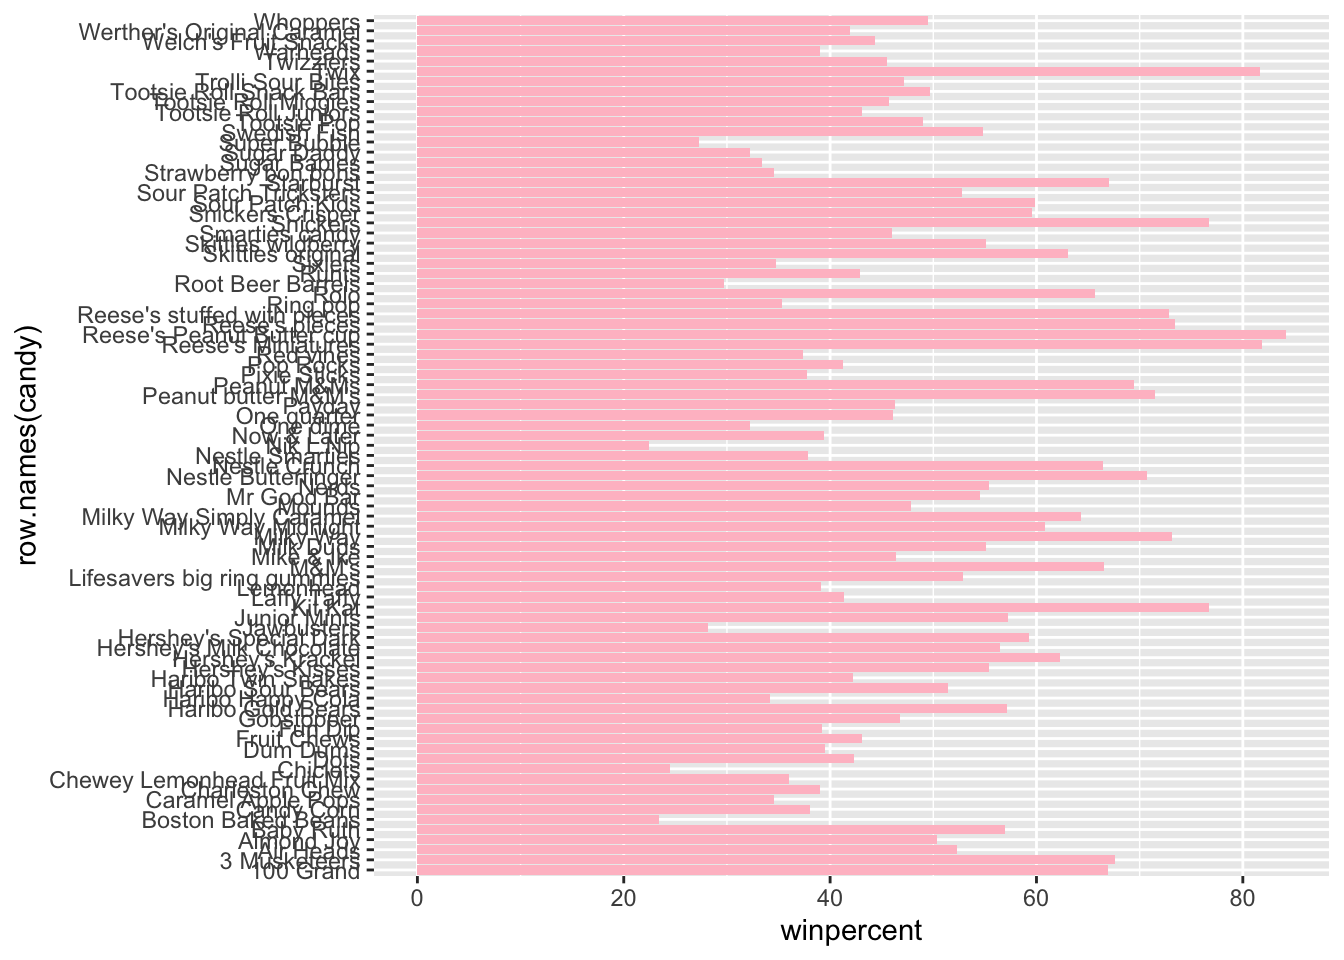 Whoppers
Werther's Original Caramel
Welch's Fruit Snacks
Warheads
Twizzlers
Twix
Trolli Sour Bites
Tootsie Roll Snack Bars
Tootsie Roll Midgies
Tootsie Roll Juniors
Tootsie Pop
Swedish Fish
Super Bubble
Sugar Daddy
Sugar Babies
Strawberry bon bons
Starburst
Sour Patch Tricksters
Sour Patch Kids
Snickers Crisper
Snickers
Smarties candy
Skittles wildberry
Skittles original
Sixlets
Runts
Root Beer Barrels
Rolo
Ring pop
Reese's stuffed with pieces
Reese's pieces
Reese's Peanut Butter cup
Reese's Miniatures
Red vines
Pop Rocks
Pixie Sticks
Peanut M&Ms
Peanut butter M&M's
Payday
One quarter
One dime
Now & Later
Nik L Nip
Nestle Smarties
Nestle Crunch
Nestle Butterfinger
Nerds
Mr Good Bar
Mounds
Milky Way Simply Caramel
Milky Way Midnight
Milky Way
Milk Duds
Mike & Ike
M&M's
Lifesavers big ring gummies
Lemonhead
Laffy Taffy
Kit Kat
Junior Mints
Jawbusters
Hershey's Special Dark
Hershey's Milk Chocolate
Hershey's Krackel
Hershey's Kisses
Haribo Twin Snakes
Haribo Sour Bears
Haribo Happy Cola
Haribo Gold Bears
Gobstopper
Fun Dip
Fruit Chews
Dum Dums
Dots
Chiclets
Chewey Lemonhead Fruit Mix
Charleston Chew
Caramel Apple Pops
Candy Corn
Boston Baked Beans
Baby Ruth
Almond Joy
Air Heads
3 Musketeers
100 Grand
row.names(candy)
0 20 40 60 80
winpercent